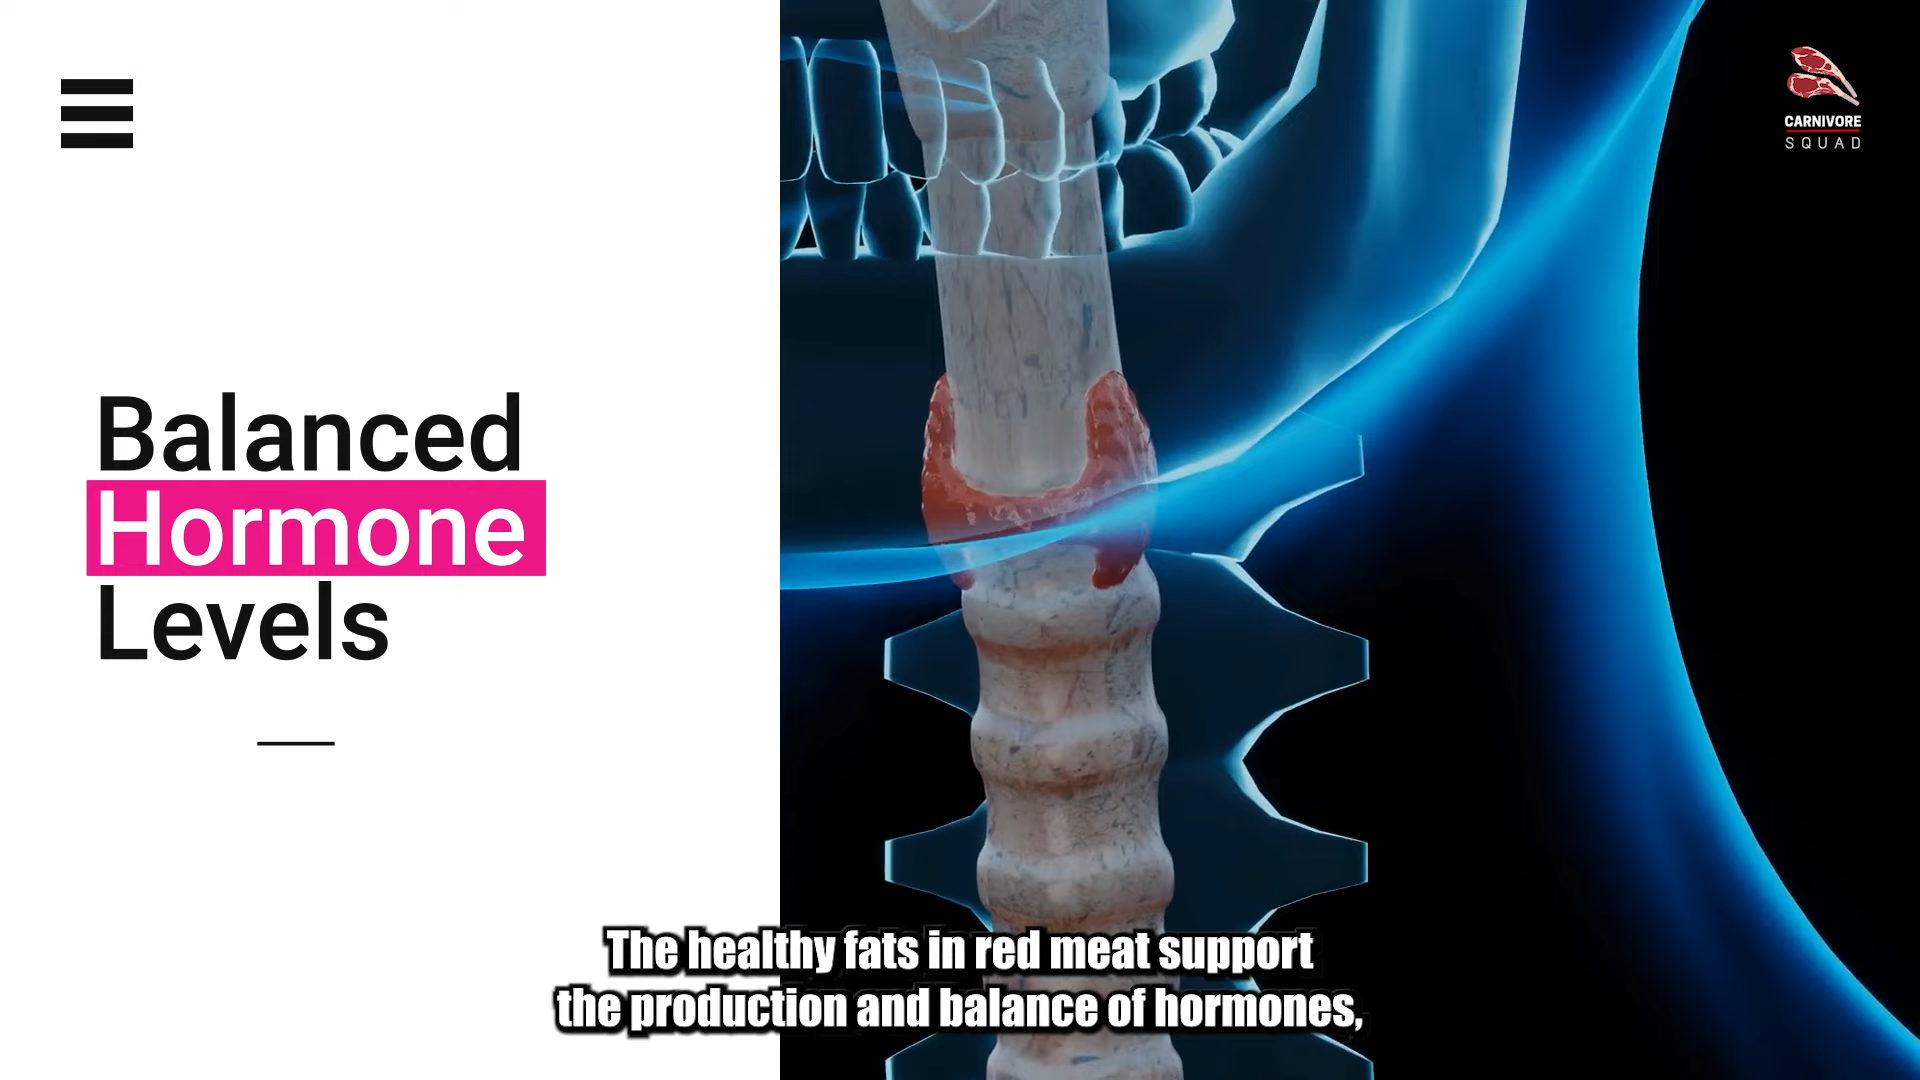 CARNIVORE
SQUAD
Balanced
Hormone
Levels
The healthy fats in red meat support
the production and balance of hormones,